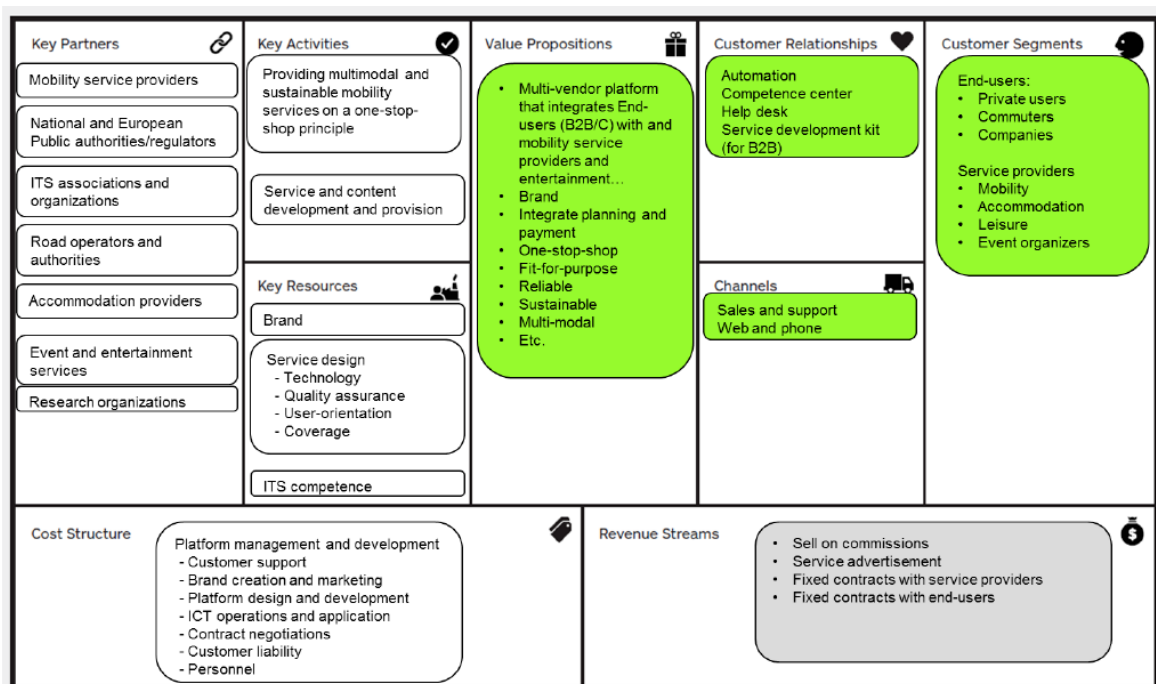 Key Partners
Mobility service providers
National and European
Public authorities/regulators
ITS associations and
organizations
Road operators and
authorities
Accommodation providers
Event and entertainment
services
Research organizations
Key Activities
Providing multimodal and
sustainable mobility
services on a one-stop-
shop principle
Service and content
development and provision
Key Resources
Brand
Service design
- Technology
- Quality assurance
- User-orientation
- Coverage
ITS competence
Value Propositions
• Multi-vendor platform
that integrates End-
users (B2B/C) with and
mobility service
providers and
entertainment…
• Brand
• Integrate planning and
payment
• One-stop-shop
• Fit-for-purpose
• Reliable
• Sustainable
• Multi-modal
• Etc.
Customer Relationships
Automation
Competence center
Help desk
Service development kit
(for B2B)
Channels
Sales and support
Web and phone
Customer Segments
End-users:
• Private users
• Commuters
• Companies
Service providers
• Mobility
• Accommodation
• Leisure
• Event organizers
Cost Structure
Platform management and development
- Customer support
- Brand creation and marketing
- Platform design and development
- ICT operations and application
- Contract negotiations
- Customer liability
- Personnel
Revenue Streams
• Sell on commissions
• Service advertisement
• Fixed contracts with service providers
• Fixed contracts with end-users